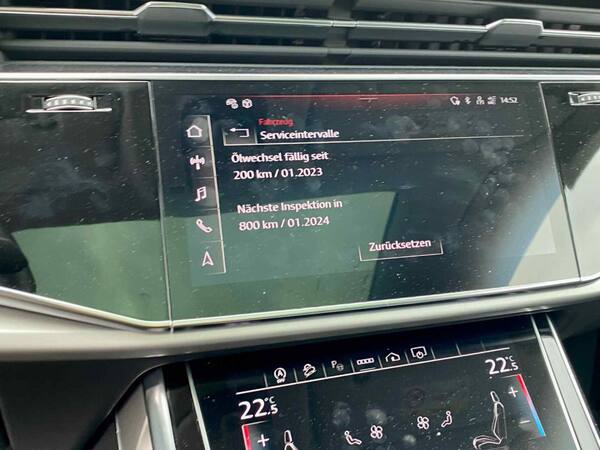 14:52
Fahrzeug
Serviceintervalle
Ölwechsel fällig seit
200 km / 01.2023
Nächste Inspektion in
800 km / 01.2024
Zurücksetzen
22.5 °C
22.5 °C